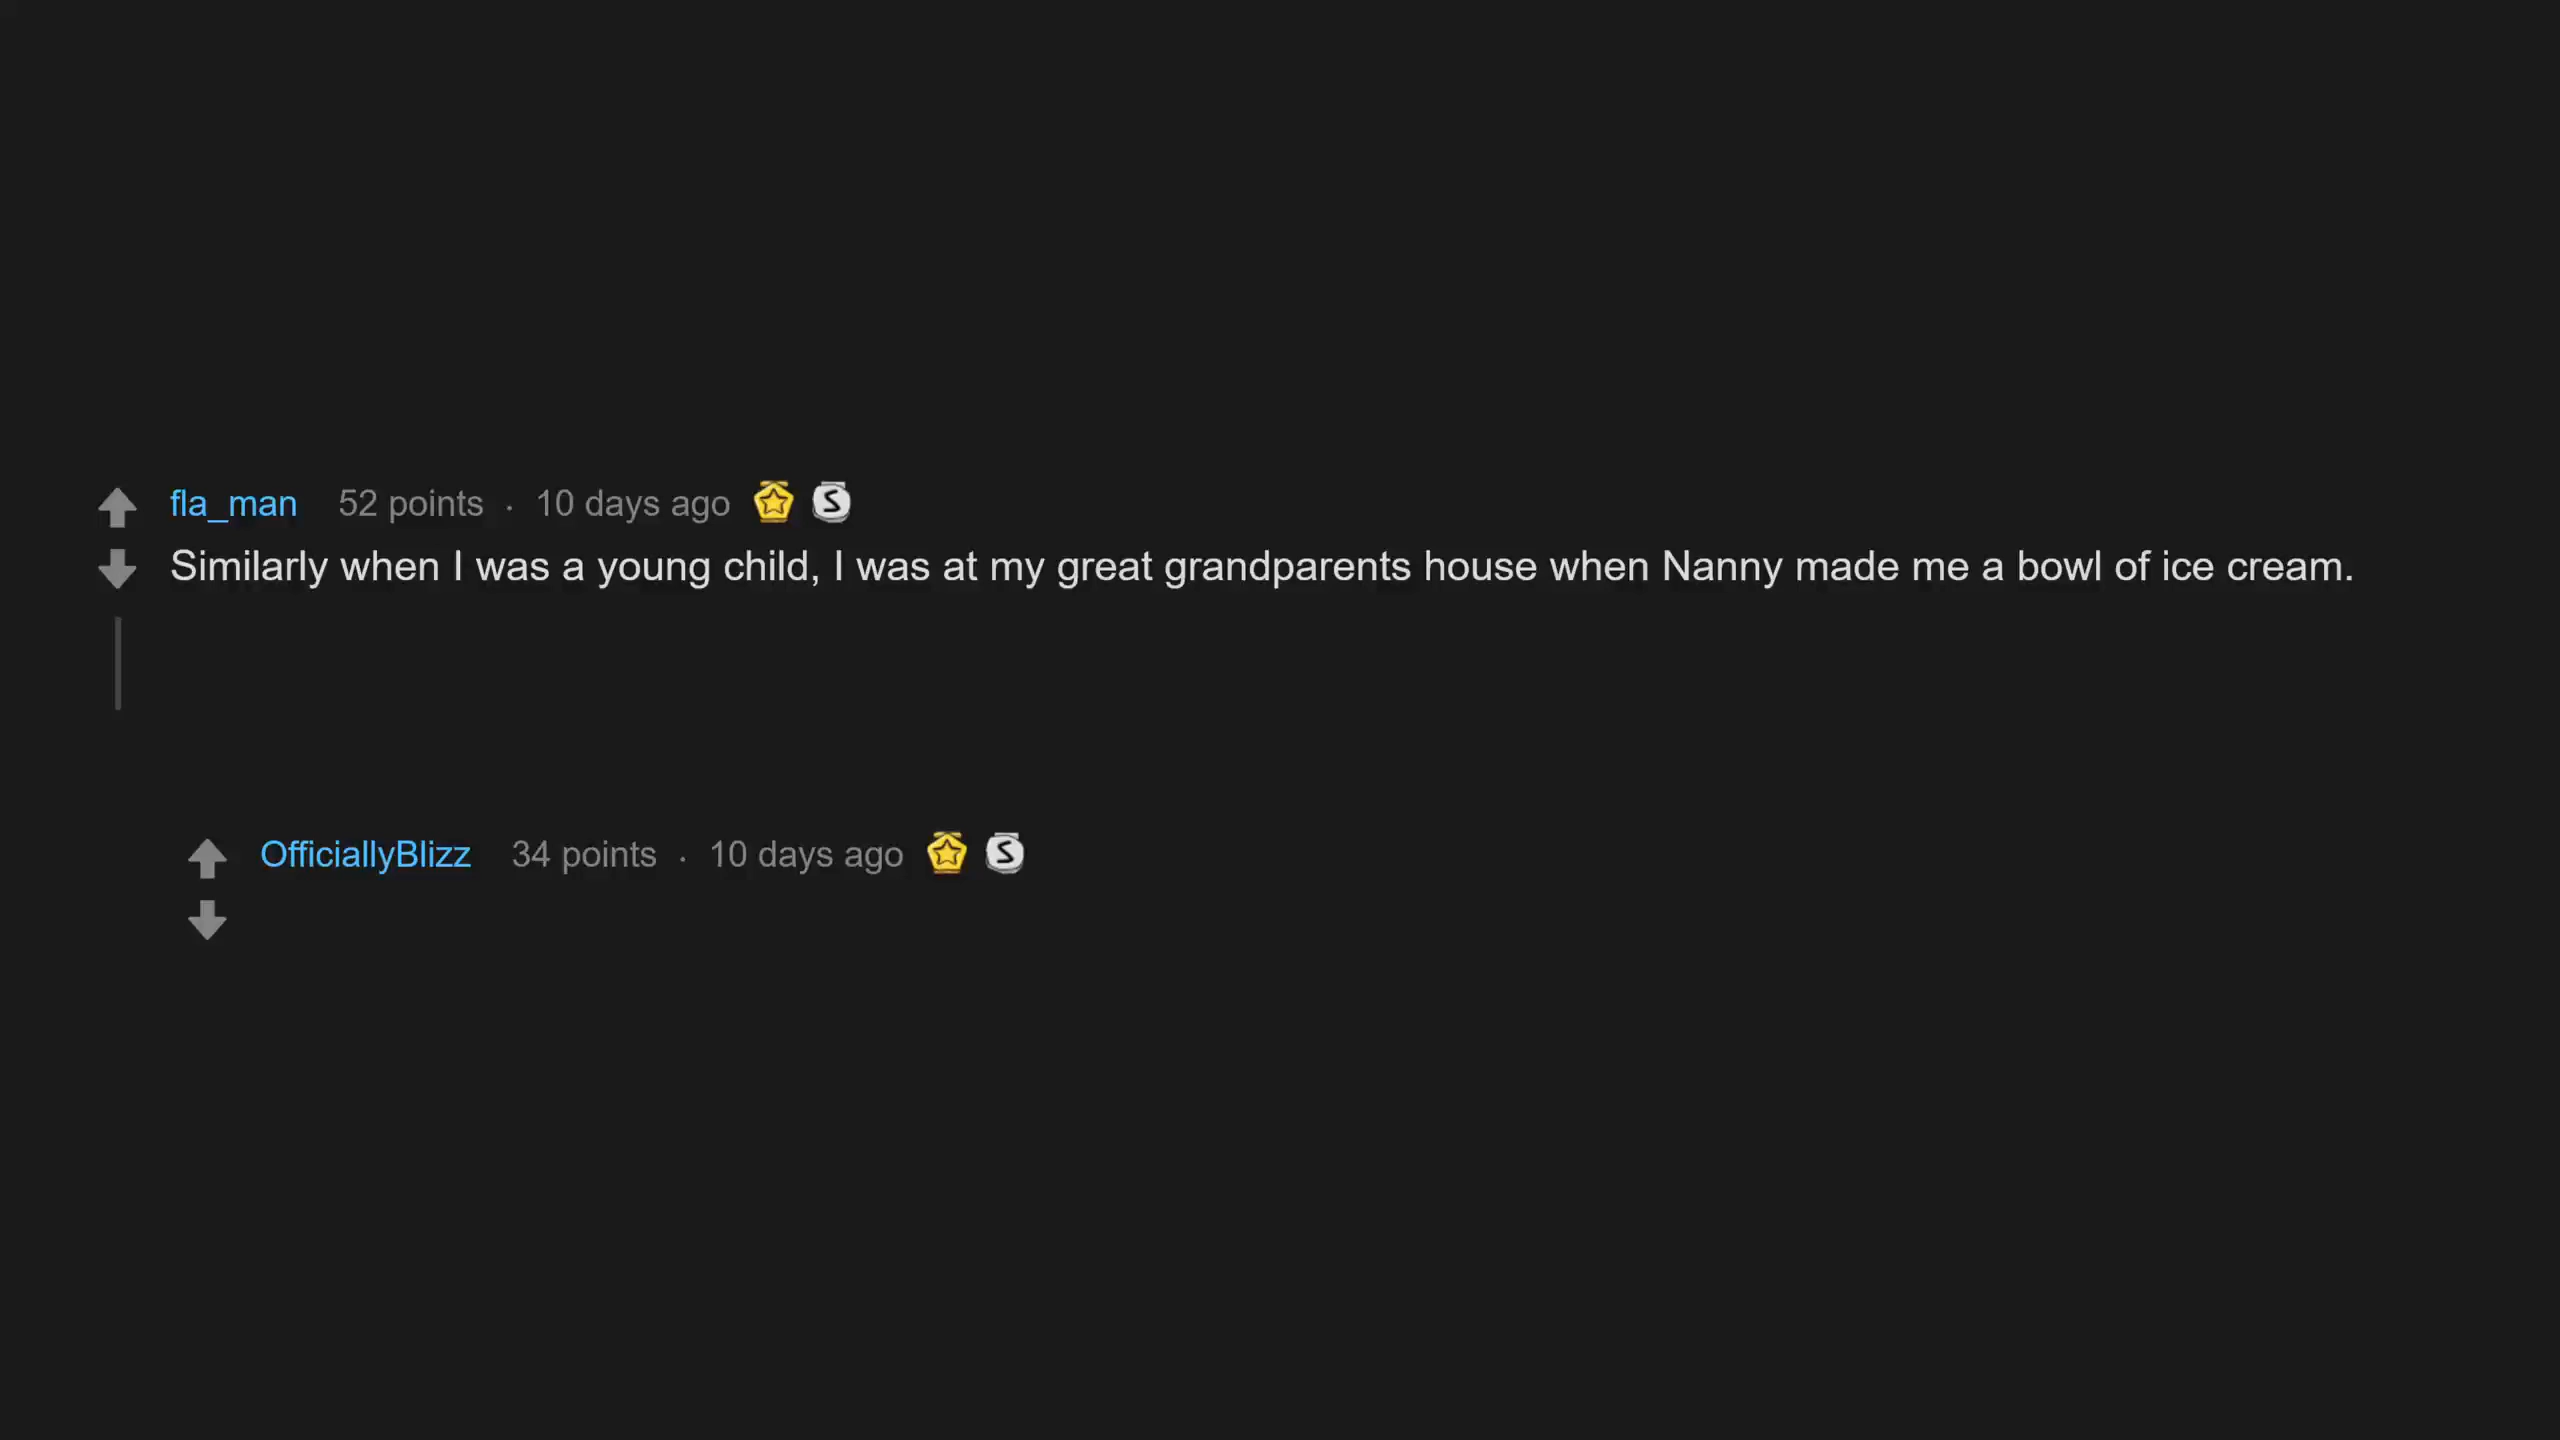 fla_man 52 points · 10 days ago
Similarly when I was a young child, I was at my great grandparents house when Nanny made me a bowl of ice cream.
OfficiallyBlizz 34 points · 10 days ago